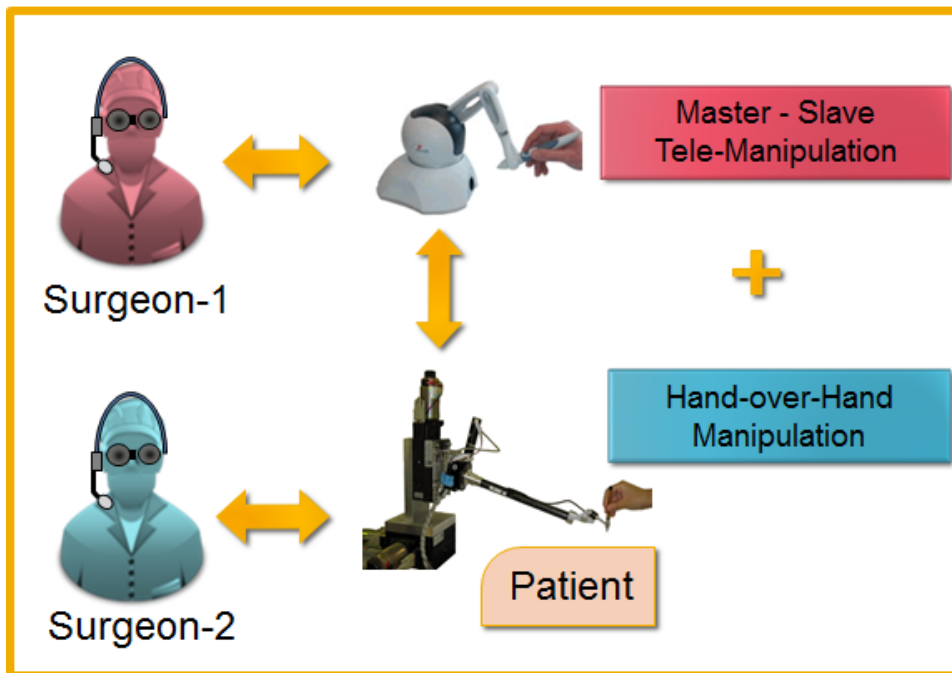 Master - Slave
Tele-Manipulation
Surgeon-1
Hand-over-Hand
Manipulation
Patient
Surgeon-2